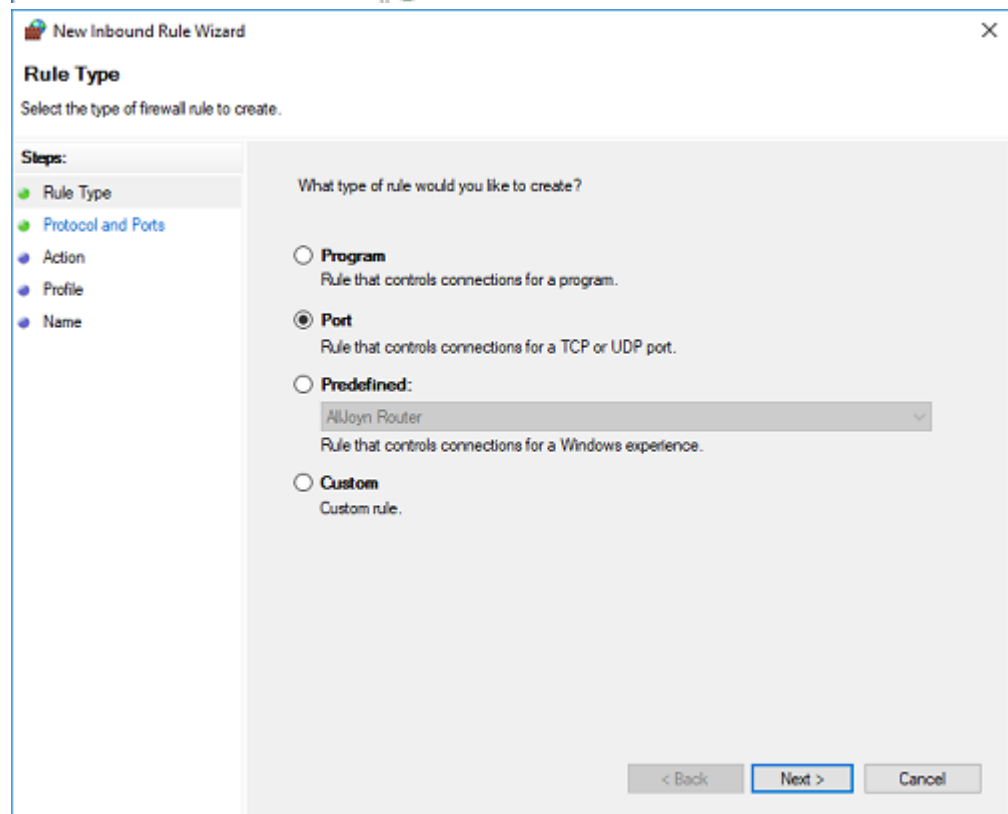 New Inbound Rule Wizard
Rule Type
Select the type of firewall rule to create.
Steps:
Rule Type
Protocol and Ports
Action
Profile
Name
What type of rule would you like to create?
Program
Rule that controls connections for a program.
Port
Rule that controls connections for a TCP or UDP port.
Predefined:
AllJoyn Router
Rule that controls connections for a Windows experience.
Custom
Custom rule.
< Back Next > Cancel